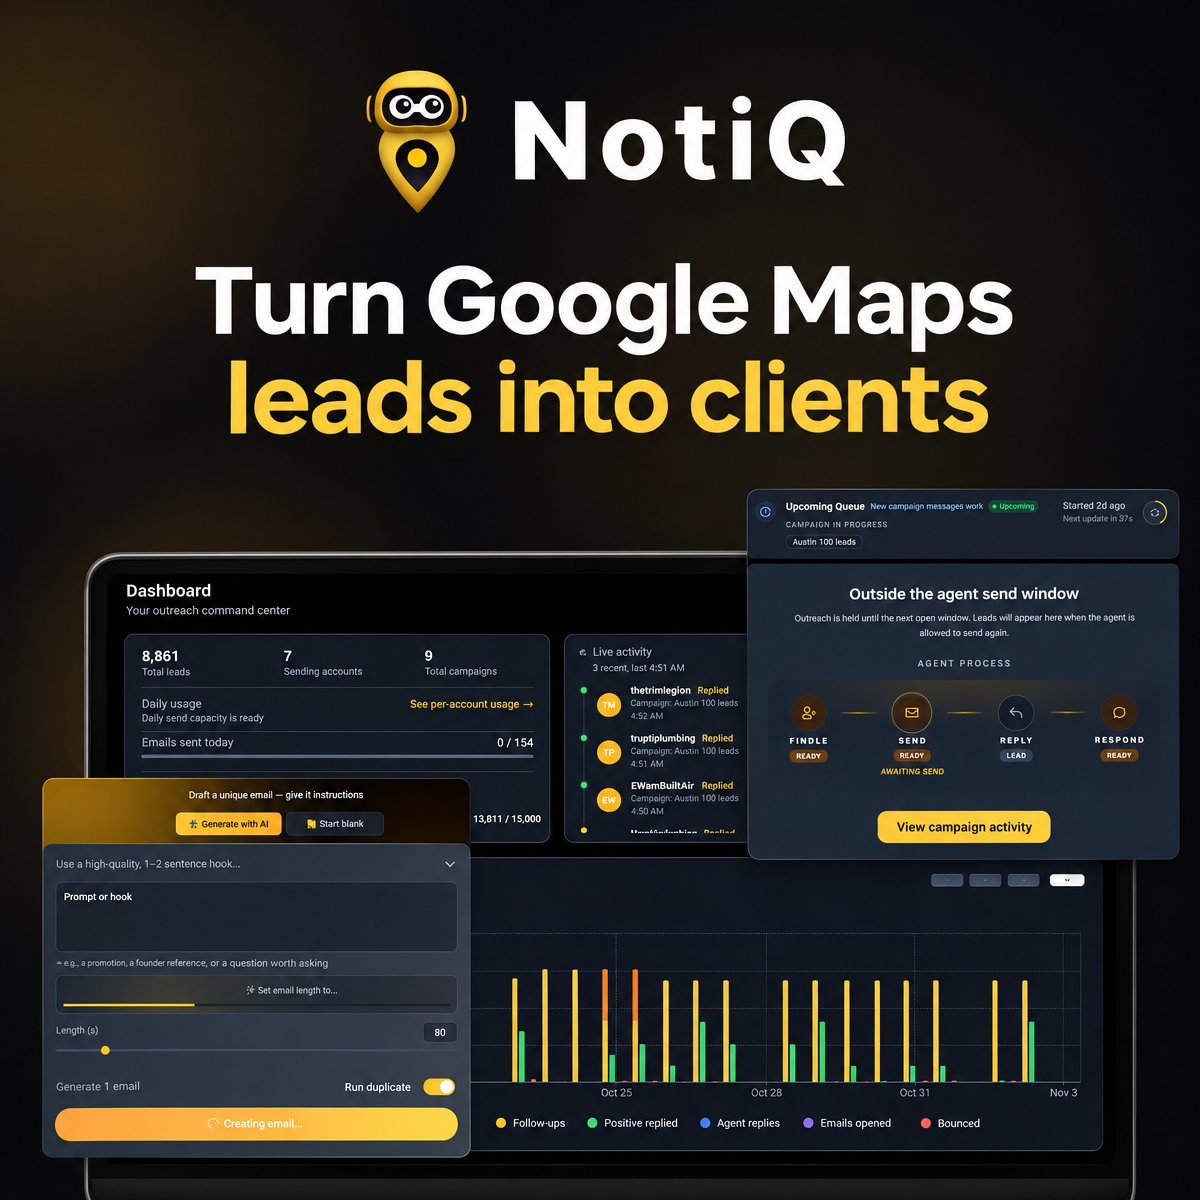 NotiQ
Turn Google Maps
leads into clients
Upcoming Queue New campaign messages work Upcoming
CAMPAIGN IN PROGRESS
Austin 100 leads
Started 2d ago
Next update in 37s
Outside the agent send window
Outreach is held until the next open window. Leads will appear here when the agent is
allowed to send again.
AGENT PROCESS
FINDLE SEND REPLY RESPOND
READY READY LEAD READY
AWAITING SEND
View campaign activity
Dashboard
Your outreach command center
8,861 7 9
Total leads Sending accounts Total campaigns
Daily usage See per-account usage →
Daily send capacity is ready
Emails sent today 0 / 154
13,811 / 15,000
Live activity
3 recent, last 4:51 AM
TM thetrimlegion Replied
Campaign: Austin 100 leads
4:52 AM
TP truptiplumbing Replied
Campaign: Austin 100 leads
4:51 AM
EW EWamBuiltAir Replied
Campaign: Austin 100 leads
4:50 AM
Draft a unique email — give it instructions
Generate with AI Start blank
Use a high-quality, 1–2 sentence hook...
Prompt or hook
e.g., a promotion, a founder reference, or a question worth asking
Set email length to...
Length (s) 80
Generate 1 email Run duplicate
Creating email...
Oct 25 Oct 28 Oct 31 Nov 3
Follow-ups Positive replied Agent replies Emails opened Bounced